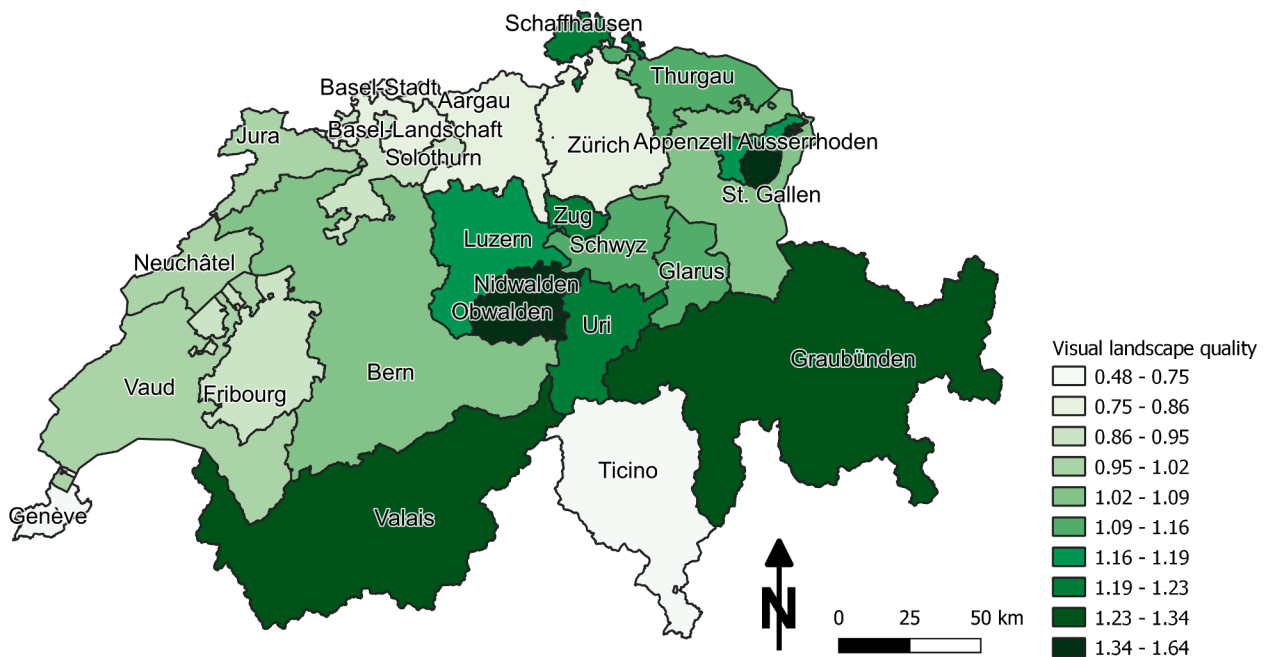 Schaffhausen
Thurgau
Basel-Stadt
Aargau
Basel-Landschaft
Jura
Zürich
Appenzell Ausserrhoden
Solothurn
St. Gallen
Zug
Luzern
Schwyz
Neuchâtel
Glarus
Nidwalden
Obwalden
Uri
Graubünden
Bern
Vaud
Fribourg
Ticino
Genève
Valais
N
0 25 50 km
Visual landscape quality
0.48 - 0.75
0.75 - 0.86
0.86 - 0.95
0.95 - 1.02
1.02 - 1.09
1.09 - 1.16
1.16 - 1.19
1.19 - 1.23
1.23 - 1.34
1.34 - 1.64